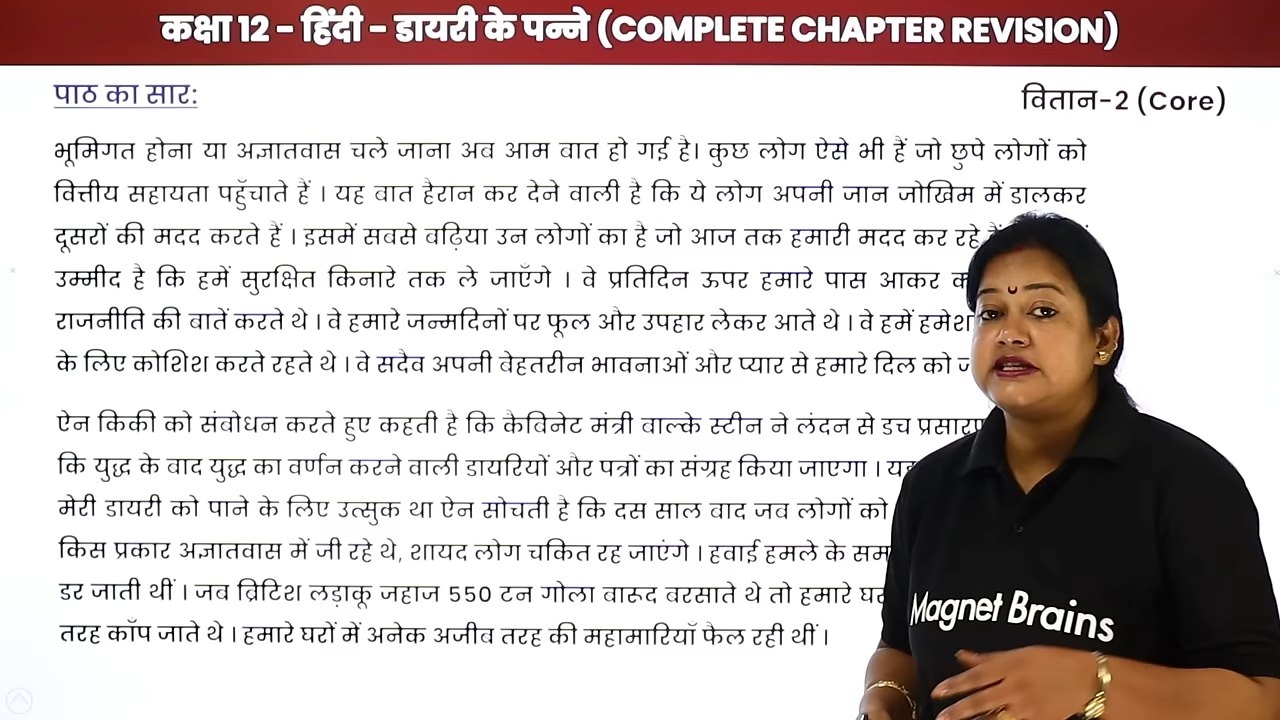 कक्षा 12 - हिंदी - डायरी के पन्ने (COMPLETE CHAPTER REVISION)
पाठ का सार:
वितान-2 (Core)
भूमिगत होना या अज्ञातवास चले जाना अब आम बात हो गई है। कुछ लोग ऐसे भी हैं जो छुपे लोगों को
वित्तीय सहायता पहुँचाते हैं । यह बात हैरान कर देने वाली है कि ये लोग अपनी जान जोखिम में डालकर
दूसरों की मदद करते हैं । इसमें सबसे बढ़िया उन लोगों का है जो आज तक हमारी मदद कर रहे
उम्मीद है कि हमें सुरक्षित किनारे तक ले जाएँगे । वे प्रतिदिन ऊपर हमारे पास आकर
राजनीति की बातें करते थे । वे हमारे जन्मदिनों पर फूल और उपहार लेकर आते थे । वे हमें
के लिए कोशिश करते रहते थे । वे सदैव अपनी बेहतरीन भावनाओं और प्यार से हमारे दिल को
ऐन किकी को संबोधन करते हुए कहती है कि कैबिनेट मंत्री बाल्के स्टीन ने लंदन से डच
कि युद्ध के बाद युद्ध का वर्णन करने वाली डायरियों और पत्रों का संग्रह किया जाएगा ।
मेरी डायरी को पाने के लिए उत्सुक था ऐन सोचती है कि दस साल बाद जब लोगों को
किस प्रकार अज्ञातवास में जी रहे थे, शायद लोग चकित रह जाएंगे । हवाई हमले के
डर जाती थीं । जब ब्रिटिश लड़ाकू जहाज 550 टन गोला बारूद बरसाते थे तो हमारे
तरह काँप जाते थे । हमारे घरों में अनेक अजीब तरह की महामारियाँ फैल रही थीं ।
Magnet Brains